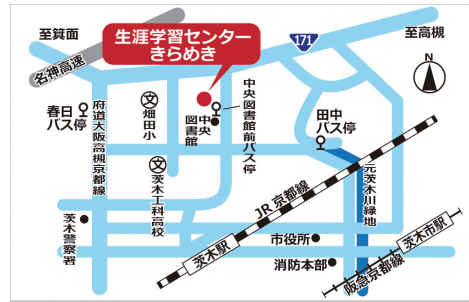 至箕面
名神高速
生涯学習センター
きらめき
171
至高槻
N
春日
バス停
府道大阪高槻京都線
文
畑田小
中央
図書館
中央図書館前バス停
田中
バス停
文
茨木工科高校
JR 京都線
元茨木川緑地
茨木
警察署
茨木駅
市役所
消防本部
茨木市駅
阪急京都線